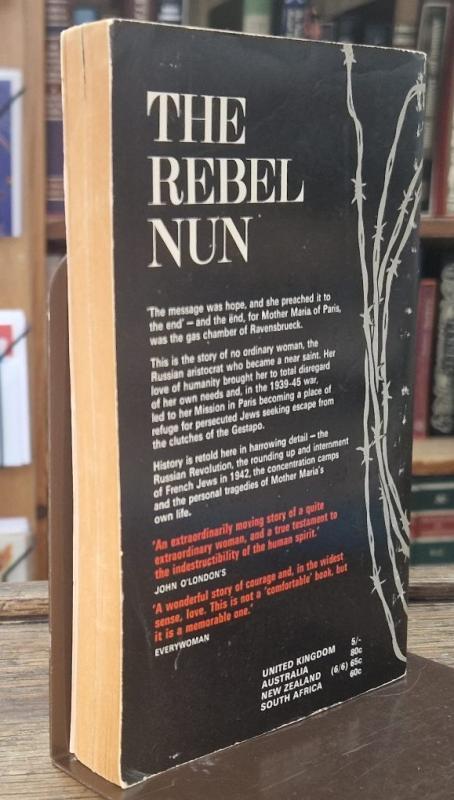 THE
REBEL
NUN
'The message was hope, and she preached it to
the end' – and the end, for Mother Maria of Paris,
was the gas chamber of Ravensbrueck.
This is the story of no ordinary woman, the
Russian aristocrat who became a near saint. Her
love of humanity brought her to total disregard
of her own needs and, in the 1939-45 war,
led to her Mission in Paris becoming a place of
refuge for persecuted Jews seeking escape from
the clutches of the Gestapo.
History is retold here in harrowing detail – the
Russian Revolution, the rounding up and internment
of French Jews in 1942, the concentration camps
and the personal tragedies of Mother Maria's
own life.
'An extraordinarily moving story of a quite
extraordinary woman, and a true testament to
the indestructibility of the human spirit.'
JOHN O'LONDON'S
'A wonderful story of courage and, in the widest
sense, love. This is not a 'comfortable' book, but
it is a memorable one.'
EVERYWOMAN
UNITED KINGDOM 5/-
AUSTRALIA 80c
NEW ZEALAND (6/6) 65c
SOUTH AFRICA 60c